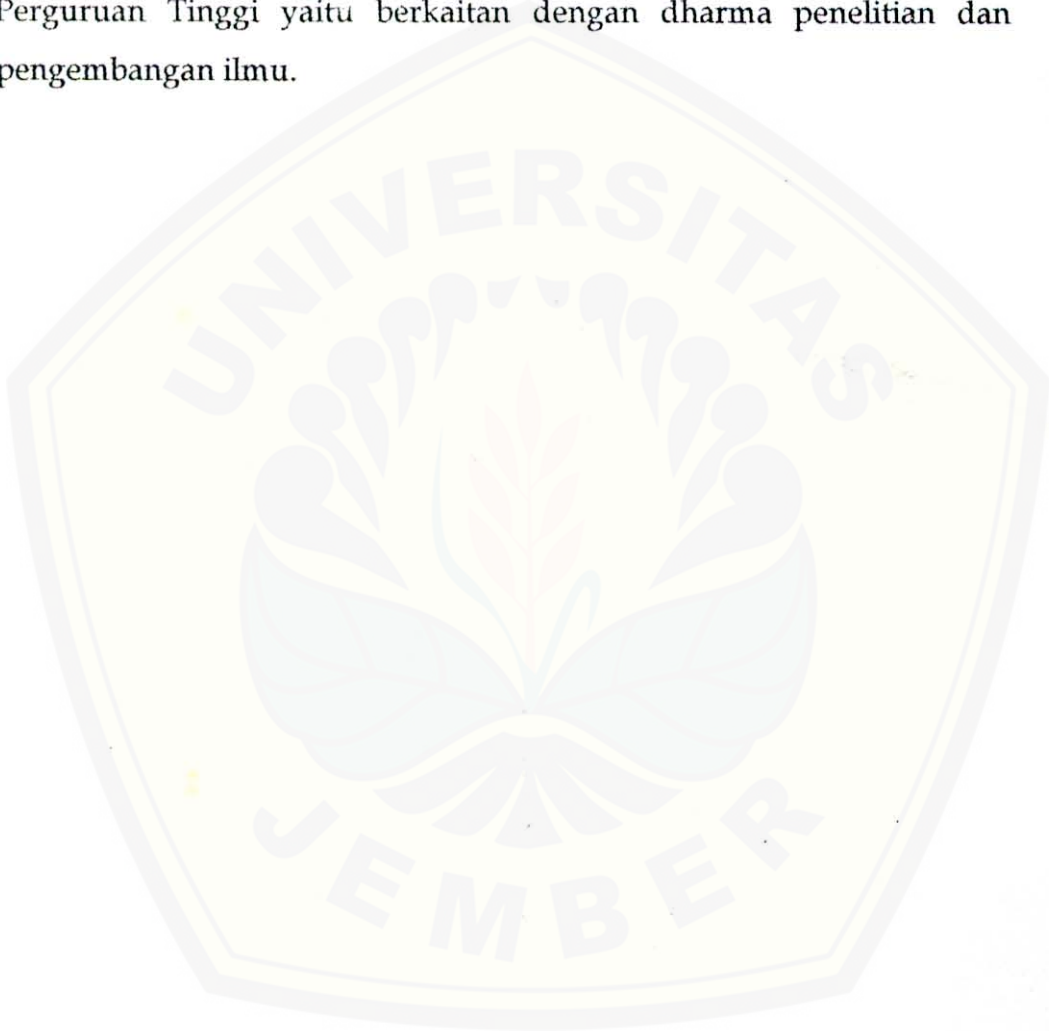 Perguruan Tinggi yaitu berkaitan dengan dharma penelitian dan
pengembangan ilmu.
UNIVERSITAS
JEMBER